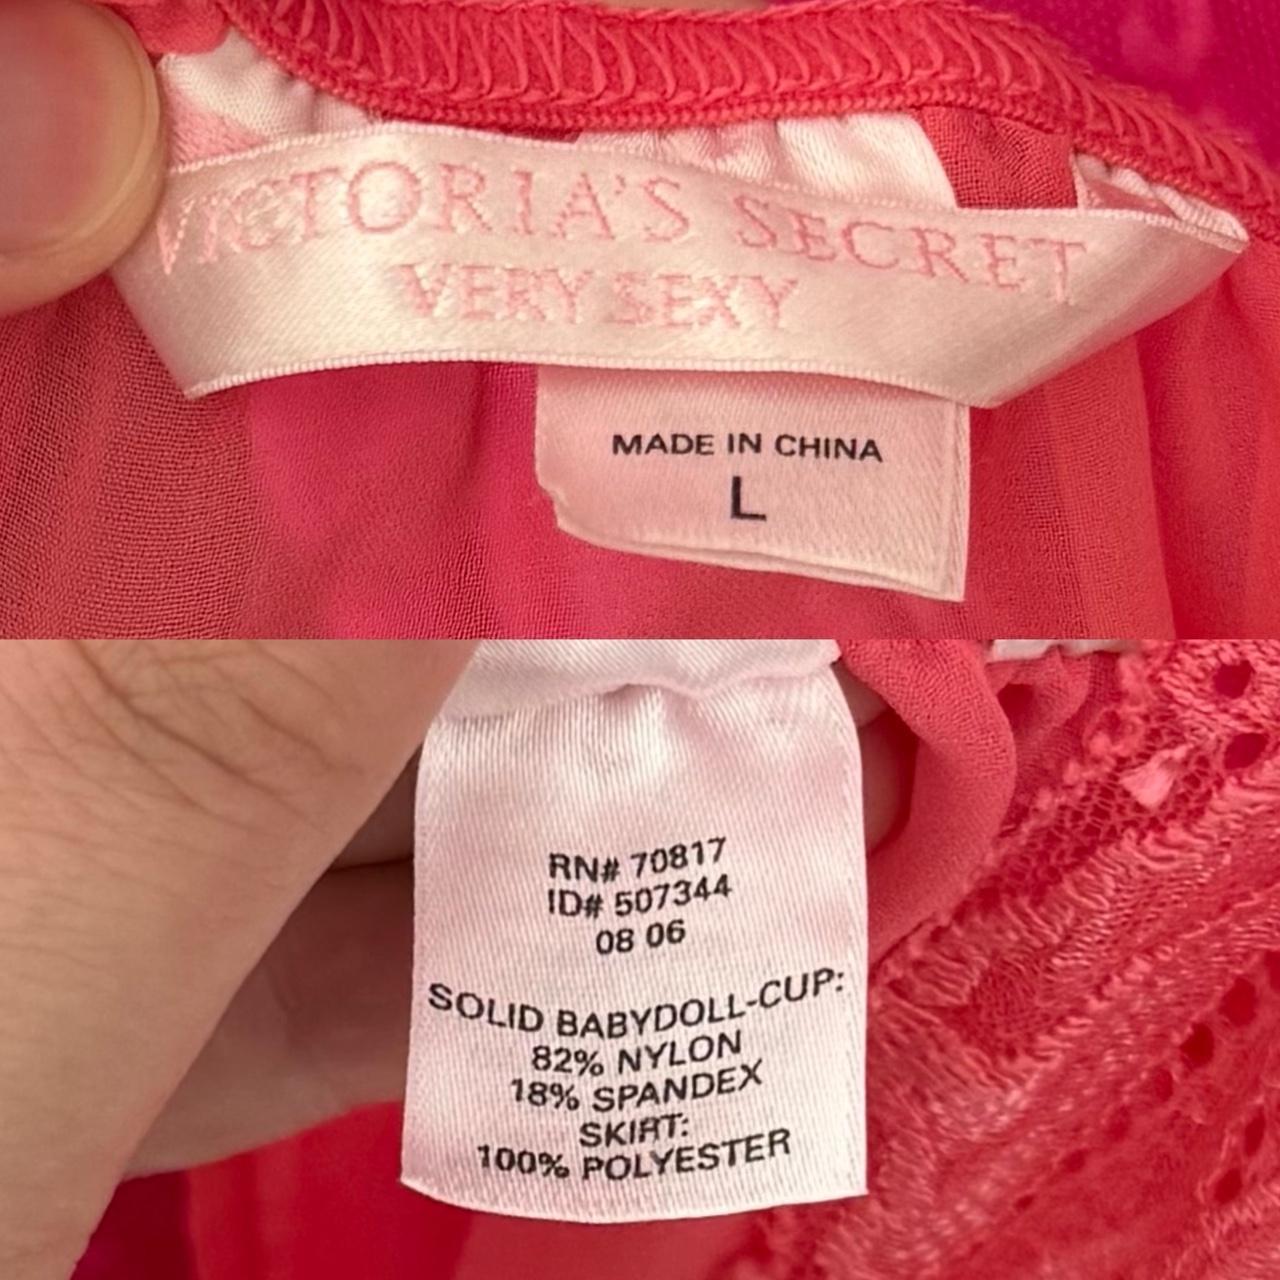 VICTORIA'S SECRET
VERY SEXY
MADE IN CHINA
L
RN# 70817
ID# 507344
08 06
SOLID BABYDOLL-CUP:
82% NYLON
18% SPANDEX
SKIRT:
100% POLYESTER